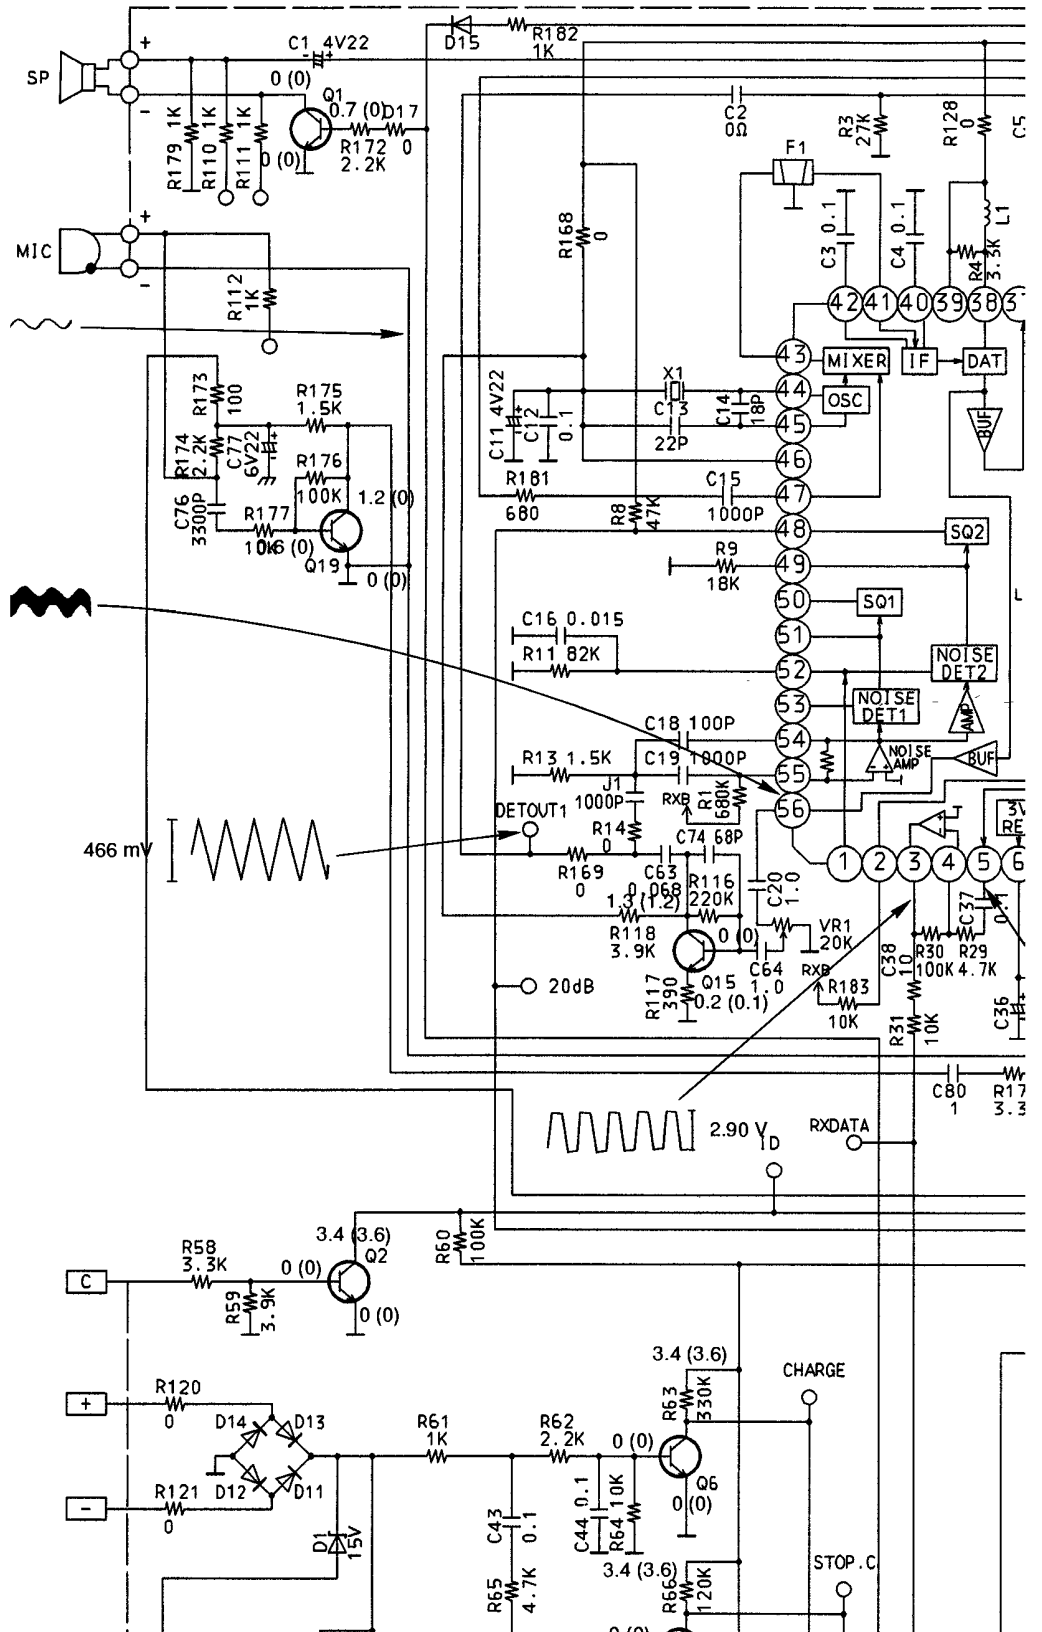 D15
R182
1K
C1 4V22
+
SP
-
0 (0)
Q1
0.7 (0)
D17
0
R172
2.2K
0 (0)
R179 1K
R110 1K
R111 1K
C2
0Ω
R3
27K
R128
0
C5
F1
C3 0.1
C4 0.1
L1
R4
3.3K
R168
0
+
MIC
-
R112
1K
42
41
40
39
38
43
MIXER
IF
DAT
44
OSC
45
BUF
46
47
X1
C13
22P
C14
18P
C11 4V22
C12
0.1
R173
100
R175
1.5K
R174
2.2K
C77
6V22
R176
100K
1.2 (0)
C76
3300P
R177
10K
0.6 (0)
Q19
0 (0)
R181
680
C15
1000P
R8
47K
48
SQ2
R9
18K
49
50
SQ1
51
C16 0.015
R11 82K
52
NOISE
DET2
53
NOISE
DET1
AMP
C18 100P
54
NOISE
AMP
BUF
R13 1.5K
C19 1000P
55
J1
1000P
RXB
R1
680K
56
L
DETOUT1
R14
0
C74 68P
466 mV
R169
0
C63
0.068
R116
220K
C20
1.0
1
2
3
4
5
6
3V
RE
1.3 (1.2)
R118
3.9K
0 (0)
C64
1.0
VR1
20K
C38
10
R30
100K
R29
4.7K
C37
0.1
Q15
0.2 (0.1)
R117
390
RXB
R183
10K
R31
10K
C36
20dB
C80
1
R17
3.3
2.90 V
ID
RXDATA
3.4 (3.6)
Q2
R60
100K
C
R58
3.3K
0 (0)
R59
3.9K
0 (0)
3.4 (3.6)
R63
330K
CHARGE
+
R120
0
D14
D13
R61
1K
R62
2.2K
0 (0)
Q6
0 (0)
-
R121
0
D12
D11
D1
15V
C43
0.1
C44 0.1
R64 10K
3.4 (3.6)
R65
4.7K
R66
120K
STOP.C
0 (0)